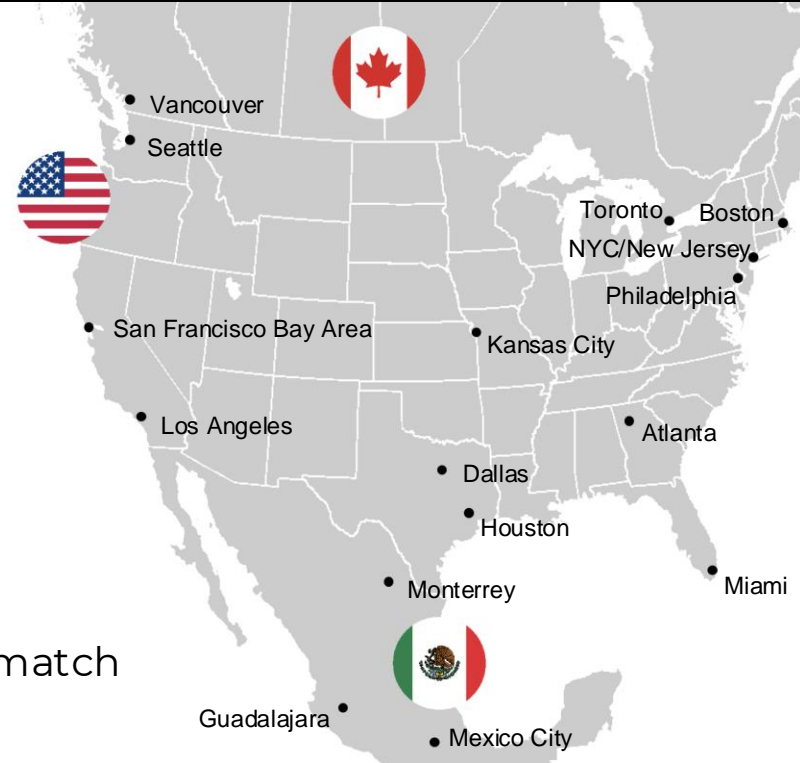 Vancouver
Seattle
Toronto
Boston
NYC/New Jersey
Philadelphia
San Francisco Bay Area
Kansas City
Los Angeles
Atlanta
Dallas
Houston
Monterrey
Miami
match
Guadalajara
Mexico City